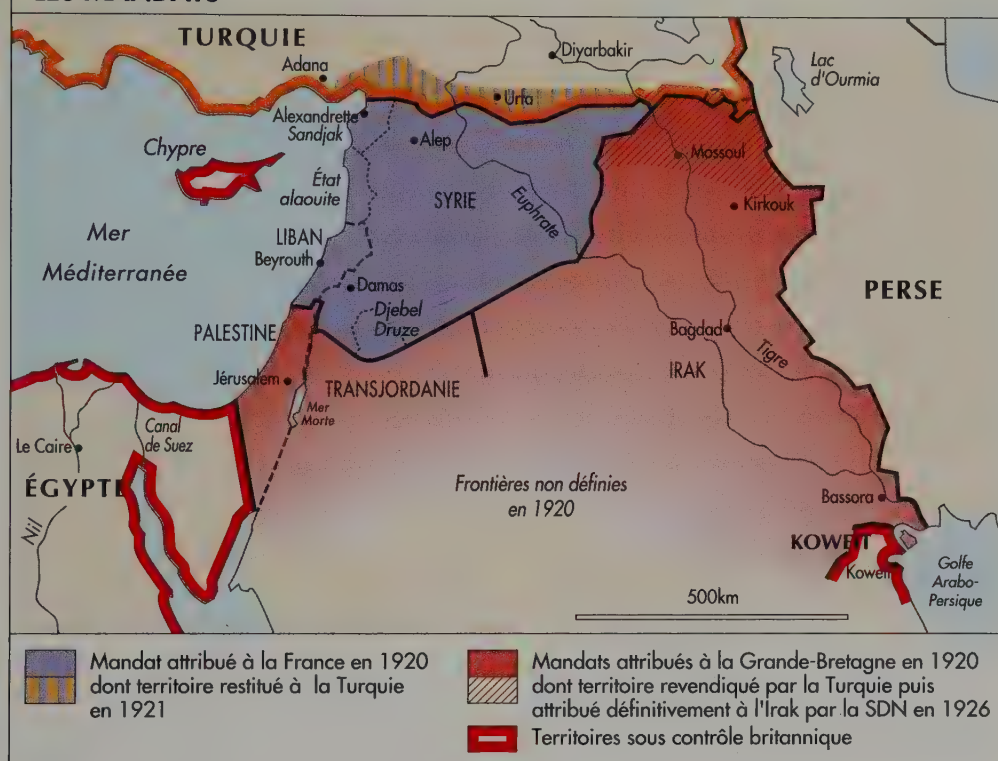 TURQUIE
Diyarbakir
Adana
Lac
d'Ourmia
Urfa
Alexandrette
Sandjak
Alep
Mossoul
Chypre
État
alaouite
SYRIE
Euphrate
Kirkouk
Mer
Méditerranée
LIBAN
Beyrouth
Damas
PERSE
Djebel
Druze
PALESTINE
Bagdad
Tigre
IRAK
Jérusalem
TRANSJORDANIE
Mer
Morte
Canal
de Suez
Le Caire
ÉGYPTE
Frontières non définies
en 1920
Bassora
Nil
KOWEIT
Koweit
Golfe
Arabo-
Persique
500km
Mandat attribué à la France en 1920
dont territoire restitué à la Turquie
en 1921
Mandats attribués à la Grande-Bretagne en 1920
dont territoire revendiqué par la Turquie puis
attribué définitivement à l'Irak par la SDN en 1926
Territoires sous contrôle britannique